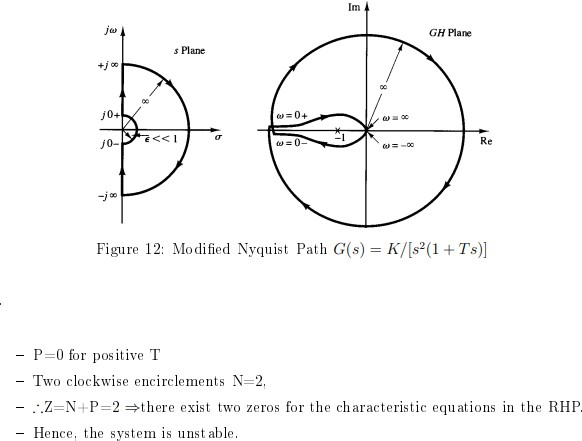 jω
s Plane
+j∞
∞
j0+
j0−
ϵ<<1
σ
−j∞
Im
GH Plane
∞
ω=0+
ω=∞
−1
Re
ω=0−
ω=−∞
Figure 12: Modified Nyquist Path G(s) = K/[s²(1 + Ts)]
– P=0 for positive T
– Two clockwise encirclements N=2,
– ∴Z=N+P=2 ⇒there exist two zeros for the characteristic equations in the RHP.
– Hence, the system is unstable.